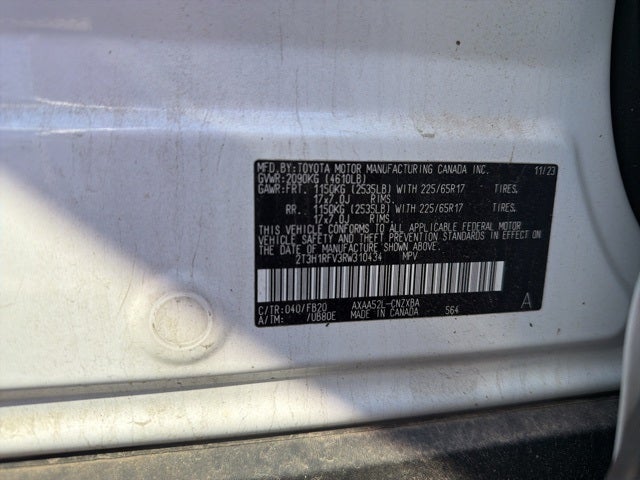 MFD.BY:TOYOTA MOTOR MANUFACTURING CANADA INC. 11/23
GVWR:2090KG (4610LB)
GAWR:FRT. 1150KG (2535LB) WITH 225/65R17 TIRES.
17x7.0J RIMS.
RR. 1150KG (2535LB) WITH 225/65R17 TIRES.
17x7.0J RIMS.
THIS VEHICLE CONFORMS TO ALL APPLICABLE FEDERAL MOTOR
VEHICLE SAFETY AND THEFT PREVENTION STANDARDS IN EFFECT ON
THE DATE OF MANUFACTURE SHOWN ABOVE.
2T3H1RFV3RW310434 MPV
C/TR:040/FB20 AXAA52L-CNZXBA
A/TM: /UB80E MADE IN CANADA 564 A